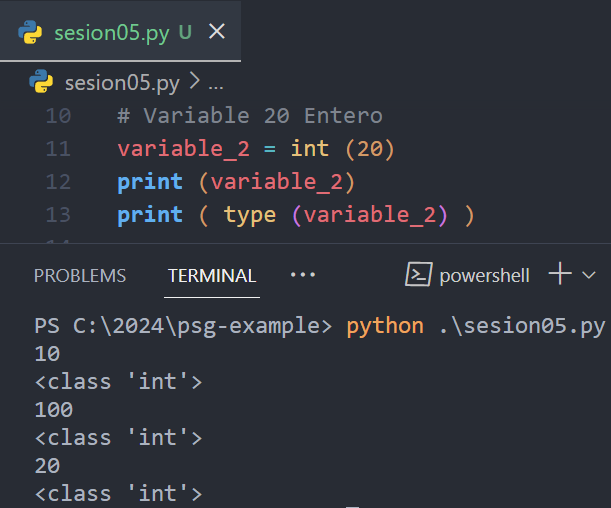 sesion05.py U
sesion05.py > ...
10 # Variable 20 Entero
11 variable_2 = int (20)
12 print (variable_2)
13 print ( type (variable_2) )
PROBLEMS TERMINAL ... powershell
PS C:\2024\psg-example> python .\sesion05.py
10
<class 'int'>
100
<class 'int'>
20
<class 'int'>